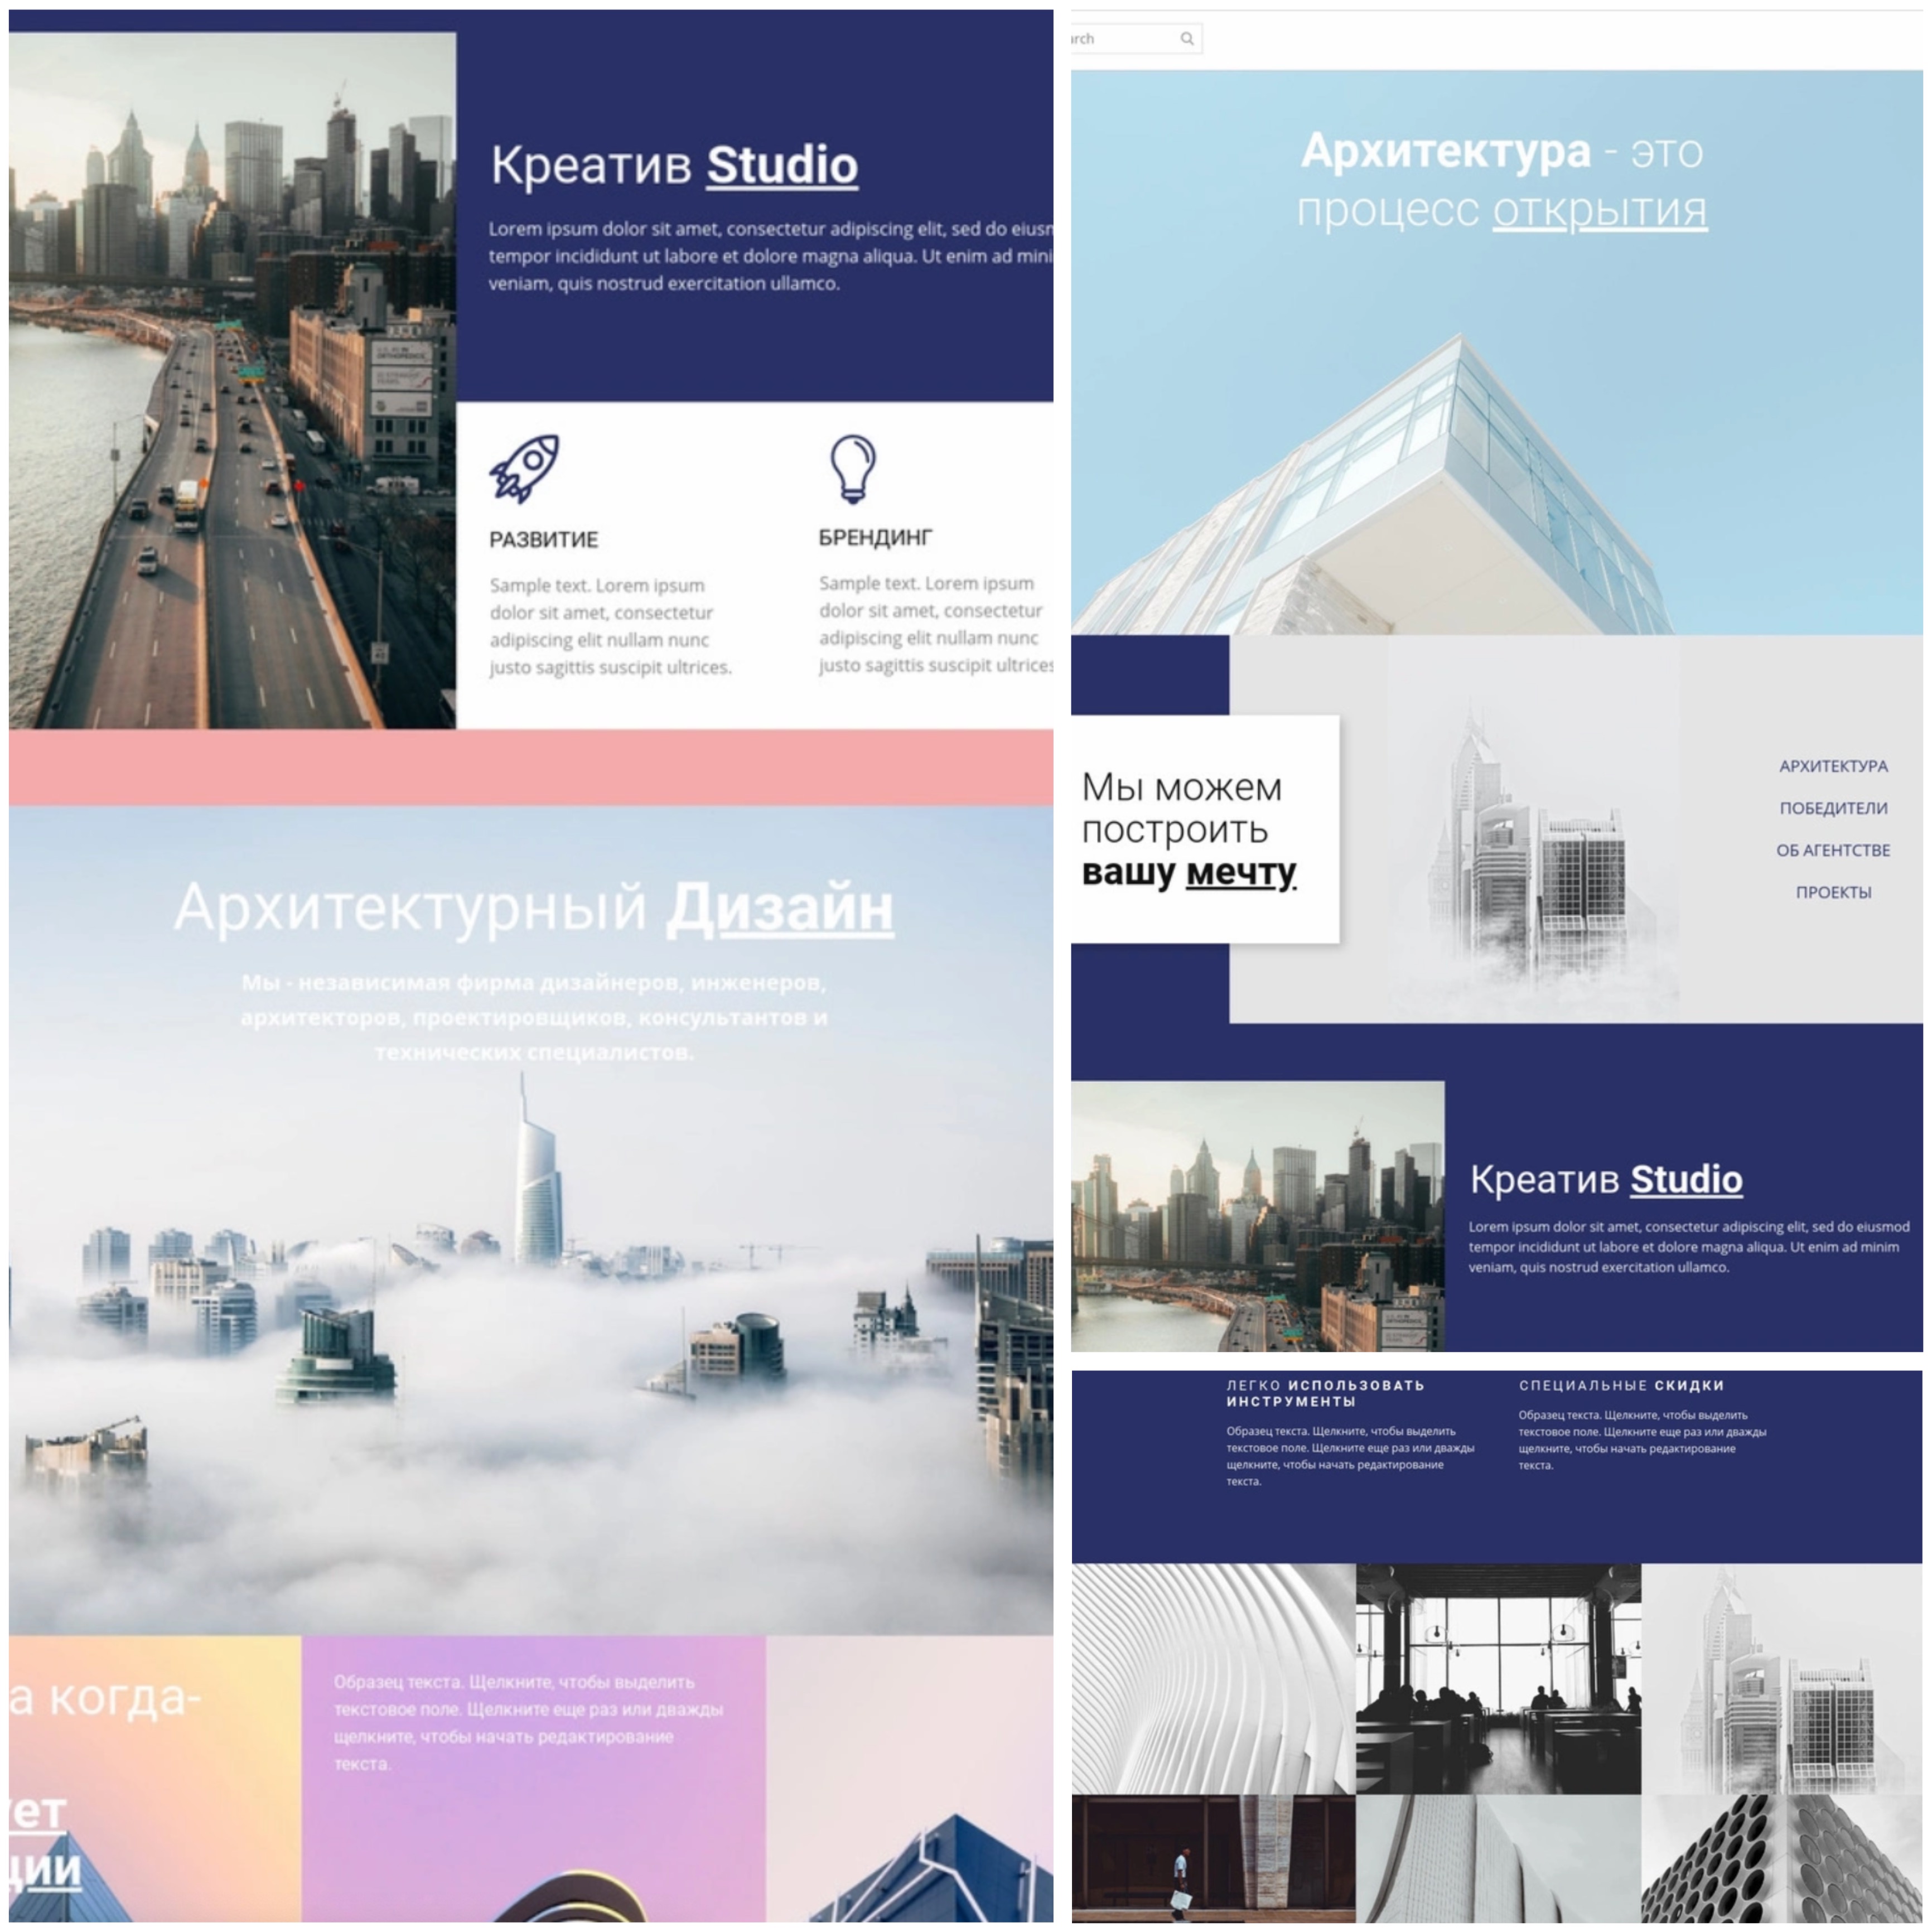 Креатив Studio
Lorem ipsum dolor sit amet, consectetur adipiscing elit, sed do
tempor incididunt ut labore et dolore magna aliqua. Ut enim ad
veniam, quis nostrud exercitation ullamco.
РАЗВИТИЕ
Sample text. Lorem ipsum
dolor sit amet, consectetur
adipiscing elit nullam nunc
justo sagittis suscipit ultrices.
БРЕНДИНГ
Sample text. Lorem ipsum
dolor sit amet, consectetur
adipiscing elit nullam nunc
justo sagittis suscipit
Архитектурный Дизайн
Мы - независимая фирма дизайнеров, инженеров,
архитекторов, проектировщиков, консультантов и
технических специалистов.
а когда-
ет
ции
Образец текста. Щелкните, чтобы выделить
текстовое поле. Щелкните еще раз или дважды
щелкните, чтобы начать редактирование
текста.
arch
Архитектура - это
процесс открытия
Мы можем
построить
вашу мечту.
АРХИТЕКТУРА
ПОБЕДИТЕЛИ
ОБ АГЕНТСТВЕ
ПРОЕКТЫ
Креатив Studio
Lorem ipsum dolor sit amet, consectetur adipiscing elit, sed do eiusmod
tempor incididunt ut labore et dolore magna aliqua. Ut enim ad minim
veniam, quis nostrud exercitation ullamco.
ЛЕГКО ИСПОЛЬЗОВАТЬ
ИНСТРУМЕНТЫ
Образец текста. Щелкните, чтобы выделить
текстовое поле. Щелкните еще раз или дважды
щелкните, чтобы начать редактирование
текста.
СПЕЦИАЛЬНЫЕ СКИДКИ
Образец текста. Щелкните, чтобы выделить
текстовое поле. Щелкните еще раз или дважды
щелкните, чтобы начать редактирование
текста.